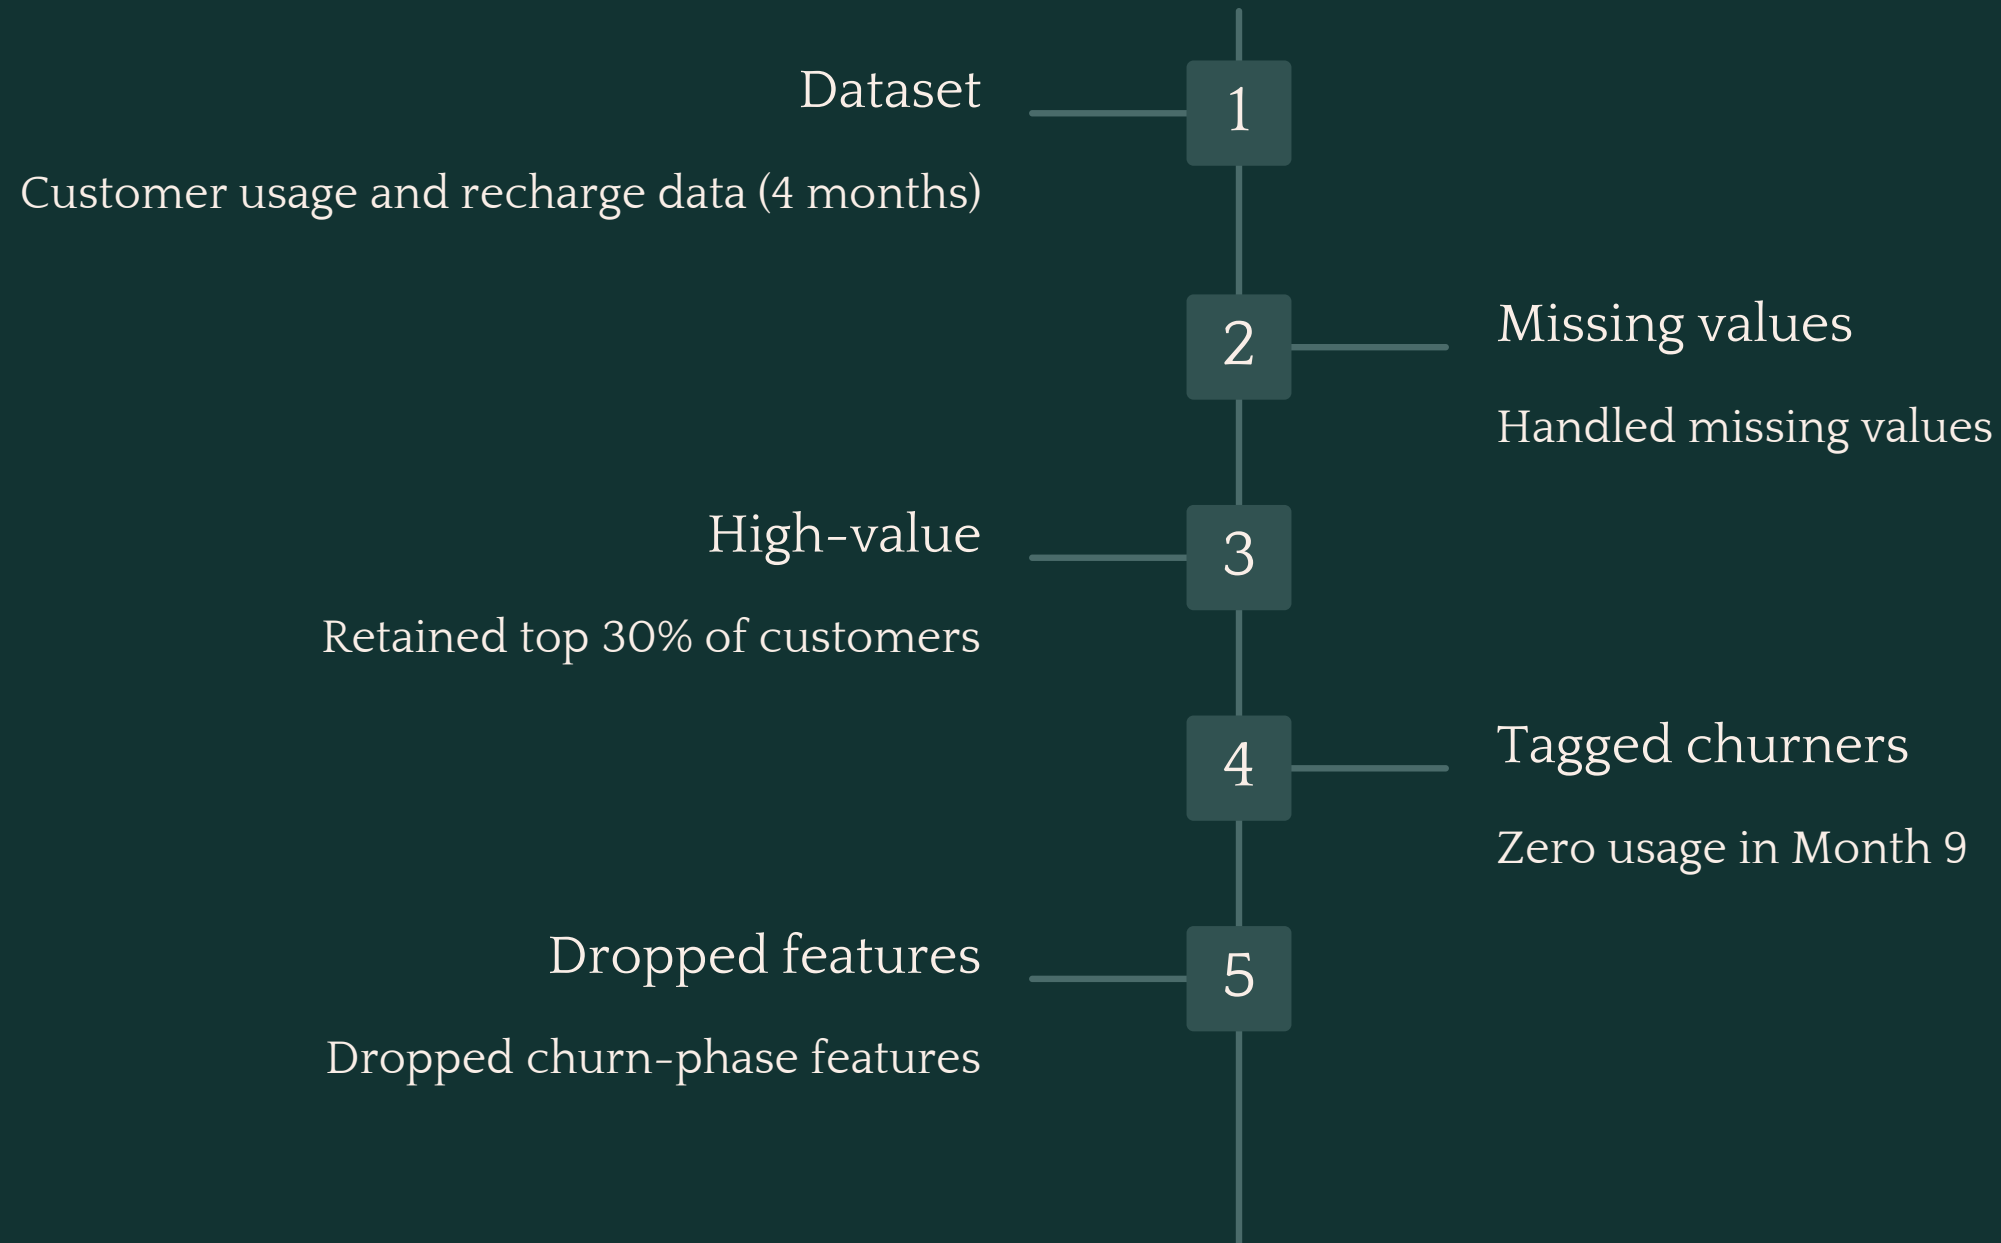 1
Dataset
Customer usage and recharge data (4 months)
2
Missing values
Handled missing values
3
High-value
Retained top 30% of customers
4
Tagged churners
Zero usage in Month 9
5
Dropped features
Dropped churn-phase features